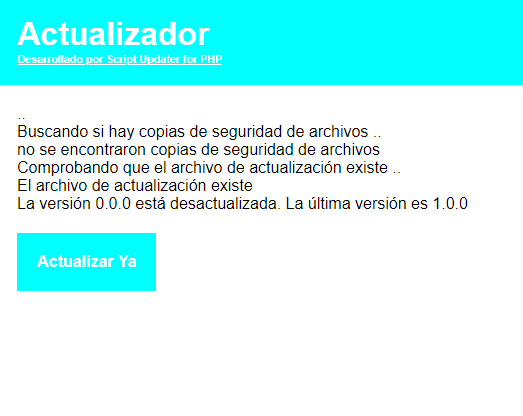 Actualizador
Desarrollado por Script Updater for PHP
..
Buscando si hay copias de seguridad de archivos ..
no se encontraron copias de seguridad de archivos
Comprobando que el archivo de actualización existe ..
El archivo de actualización existe
La versión 0.0.0 está desactualizada. La última versión es 1.0.0
Actualizar Ya